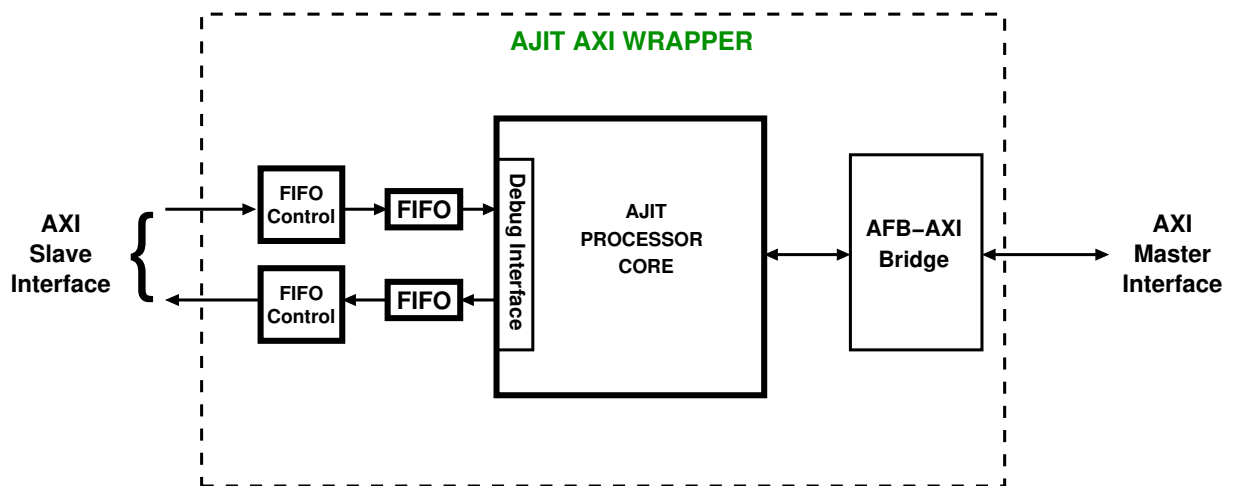 AJIT AXI WRAPPER
AXI
Slave
Interface
{
FIFO
Control
FIFO
FIFO
Control
FIFO
Debug Interface
AJIT
PROCESSOR
CORE
AFB−AXI
Bridge
AXI
Master
Interface